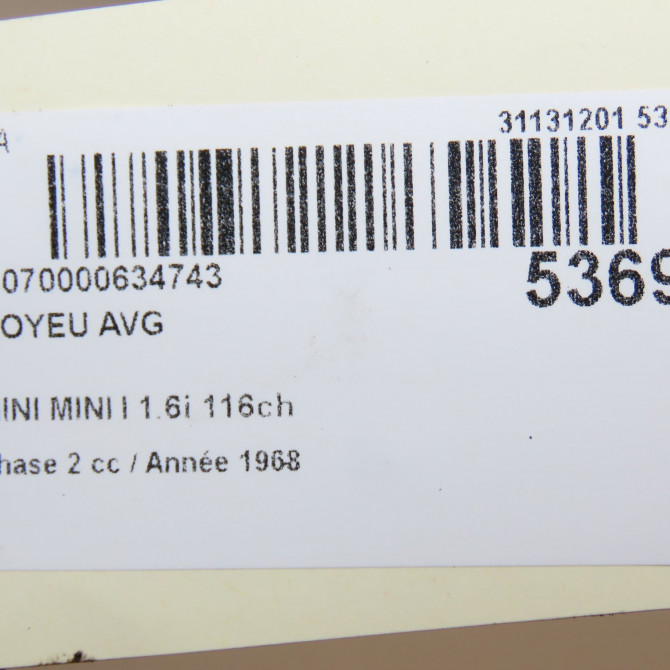 A
31131201 53
070000634743
5369
OYEU AVG
INI MINI I 1.6i 116ch
hase 2 cc / Année 1968